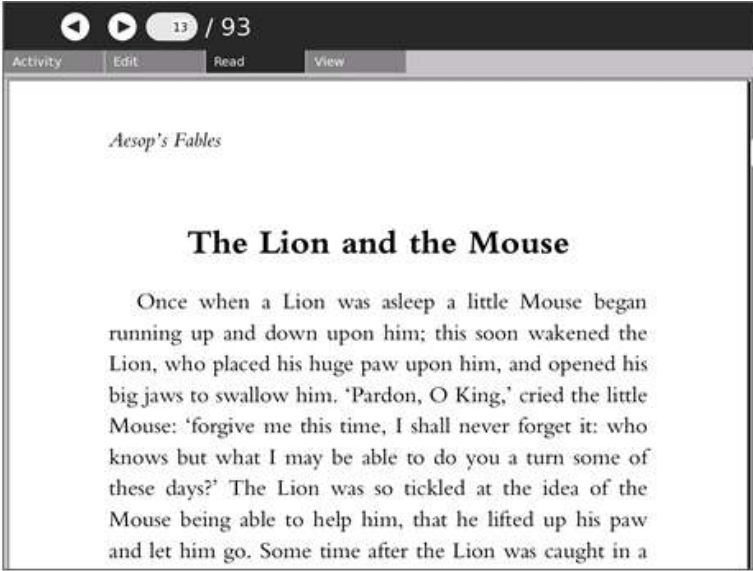 13 / 93
Activity Edit Read View
Aesop's Fables
The Lion and the Mouse
Once when a Lion was asleep a little Mouse began
running up and down upon him; this soon wakened the
Lion, who placed his huge paw upon him, and opened his
big jaws to swallow him. ‘Pardon, O King,’ cried the little
Mouse: ‘forgive me this time, I shall never forget it: who
knows but what I may be able to do you a turn some of
these days?’ The Lion was so tickled at the idea of the
Mouse being able to help him, that he lifted up his paw
and let him go. Some time after the Lion was caught in a